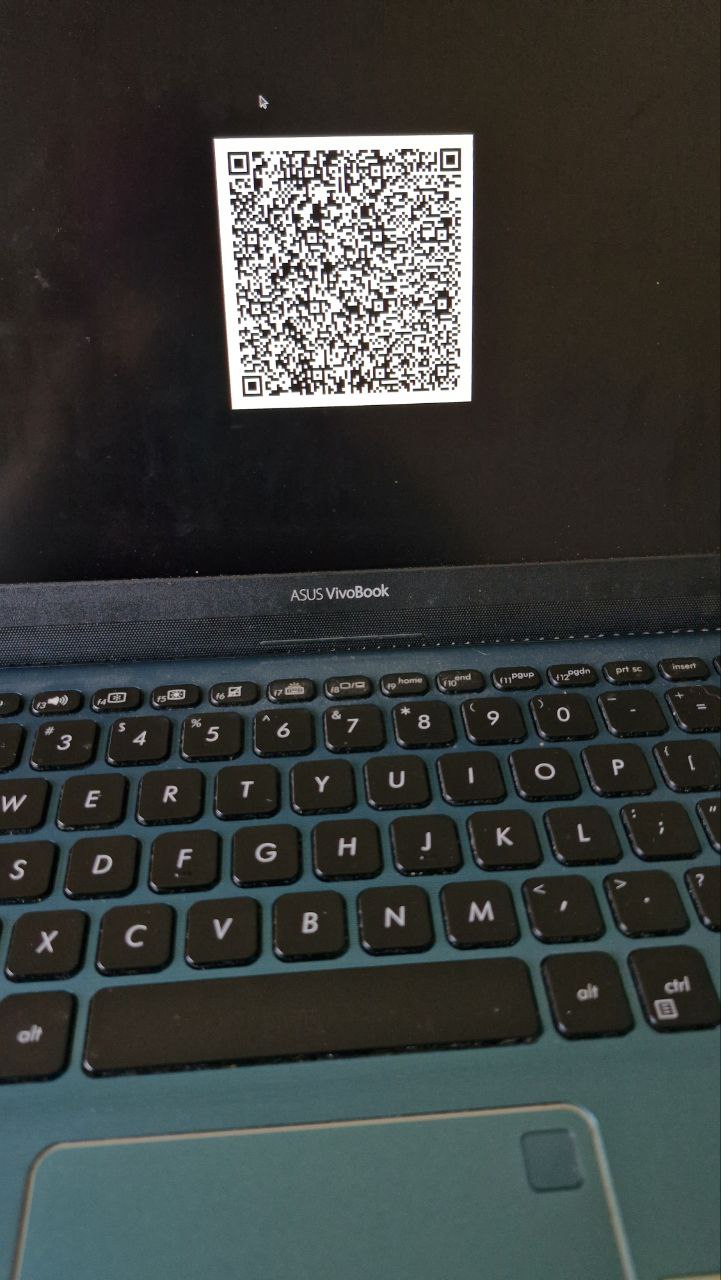 ASUS VivoBook
f3
f4
f5
f6
f7
f8
f9 home
f10 end
f11 pgup
f12 pgdn
prt sc
insert
# 3
$ 4
% 5
^ 6
& 7
* 8
( 9
) 0
_ -
+ =
W E R T Y U I O P { [
S D F G H J K L : ; "
X C V B N M < , > . ?
alt
alt
ctrl